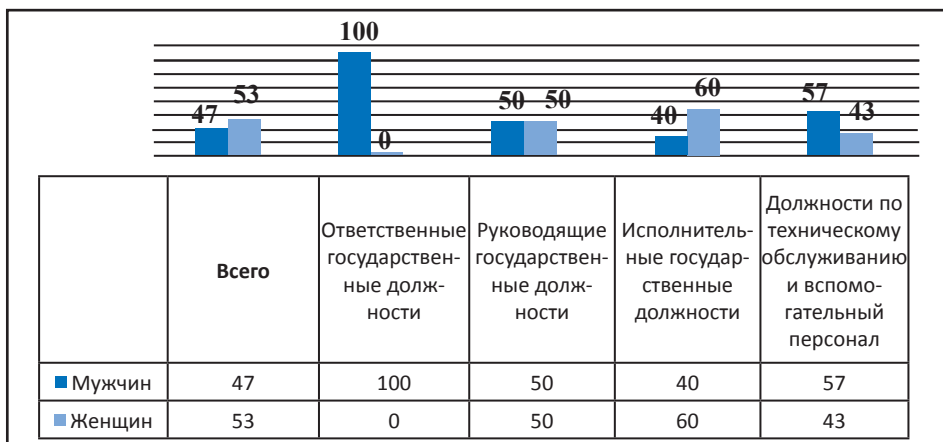 100
47 53 0 50 50 40 60 57 43
Всего
Ответственные
государствен-
ные долж-
ности
Руководящие
государствен-
ные долж-
ности
Исполнитель-
ные государ-
ственные
должности
Должности по
техническому
обслуживанию
и вспомо-
гательный
персонал
Мужчин 47 100 50 40 57
Женщин 53 0 50 60 43